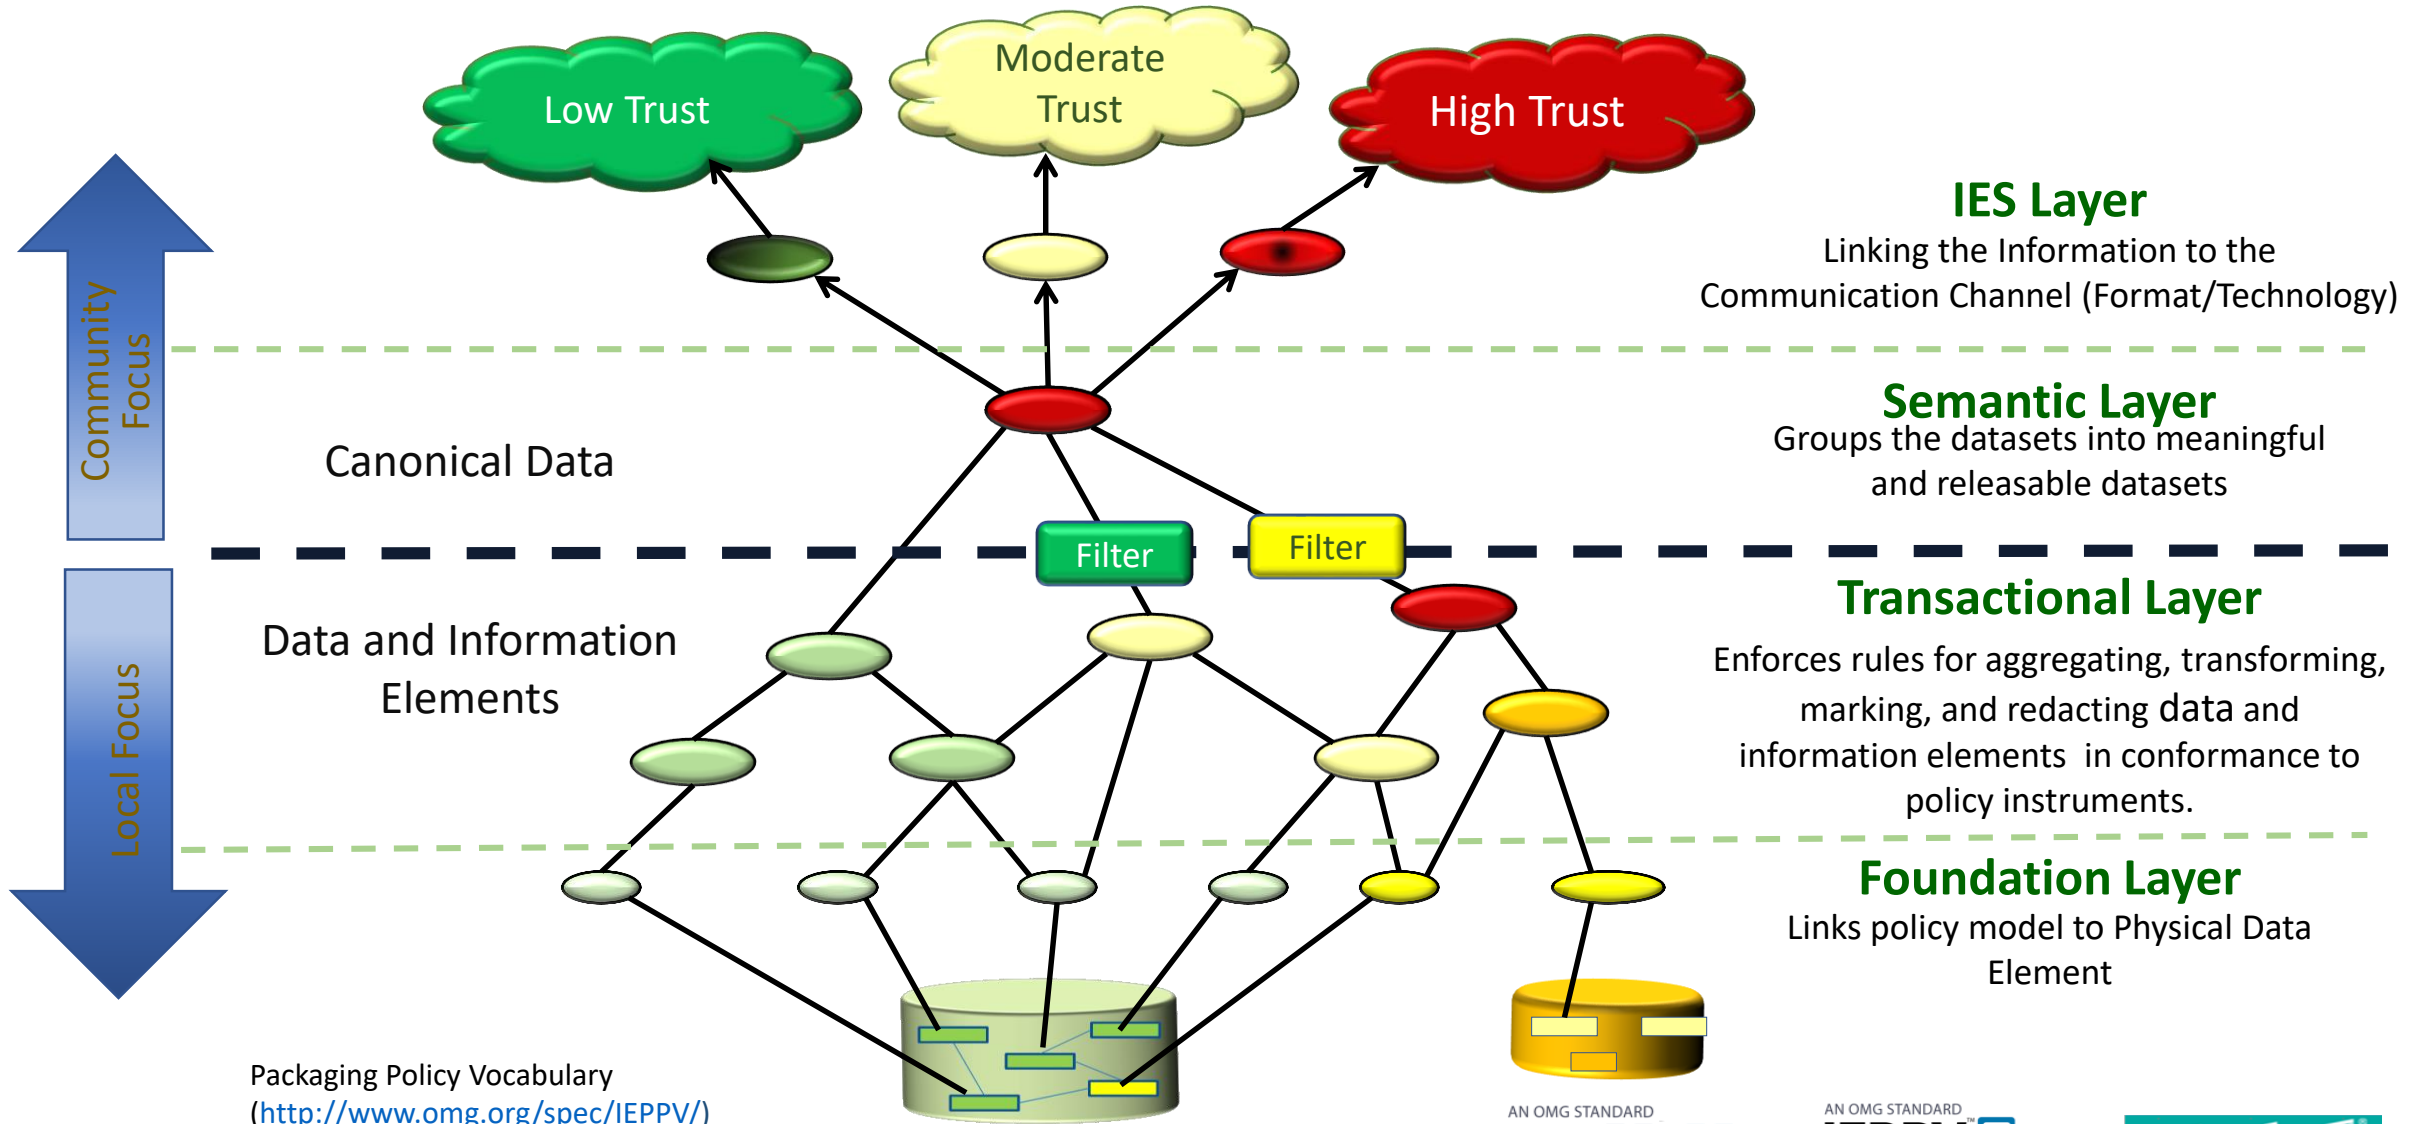 Low Trust
Moderate
Trust
High Trust
IES Layer
Linking the Information to the
Communication Channel (Format/Technology)
Community
Focus
Semantic Layer
Groups the datasets into meaningful
and releasable datasets
Canonical Data
Filter
Filter
Transactional Layer
Enforces rules for aggregating, transforming,
marking, and redacting data and
information elements in conformance to
policy instruments.
Data and Information
Elements
Local Focus
Foundation Layer
Links policy model to Physical Data
Element
Packaging Policy Vocabulary
(http://www.omg.org/spec/IEPPV/)
AN OMG STANDARD
AN OMG STANDARD